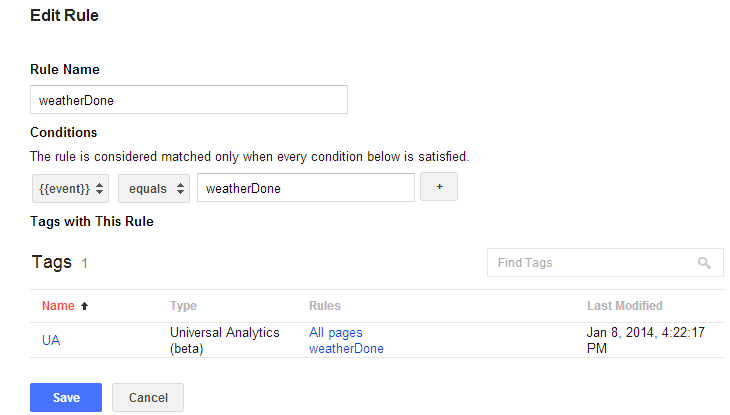 Edit Rule
Rule Name
weatherDone
Conditions
The rule is considered matched only when every condition below is satisfied.
{{event}} equals weatherDone +
Tags with This Rule
Tags 1 Find Tags
Name Type Rules Last Modified
UA Universal Analytics (beta) All pages weatherDone Jan 8, 2014, 4:22:17 PM
Save Cancel